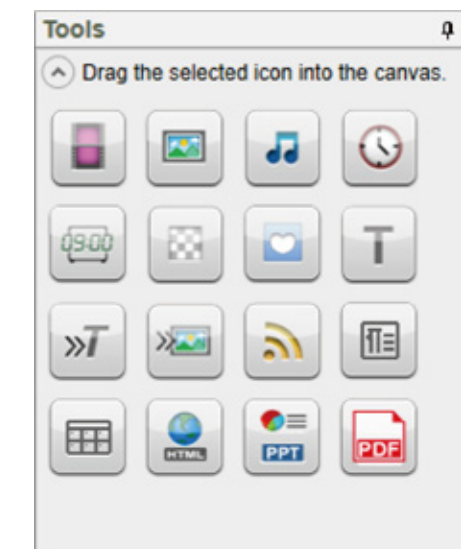 Tools
Drag the selected icon into the canvas.
09:00
T
»T
HTML
PPT
PDF